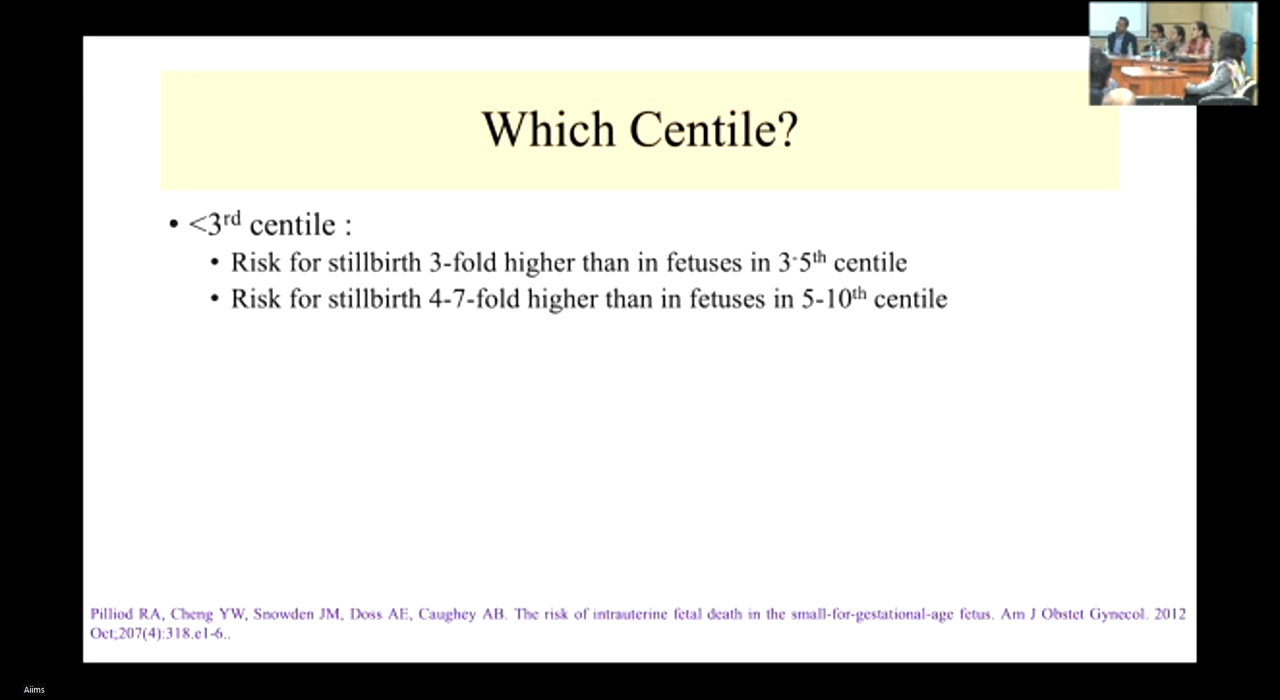 Which Centile?
• <3rd centile :
• Risk for stillbirth 3-fold higher than in fetuses in 3-5th centile
• Risk for stillbirth 4-7-fold higher than in fetuses in 5-10th centile
Pilliod RA, Cheng YW, Snowden JM, Doss AE, Caughey AB. The risk of intrauterine fetal death in the small-for-gestational-age fetus. Am J Obstet Gynecol. 2012
Oct;207(4):318.e1-6..
Aiims